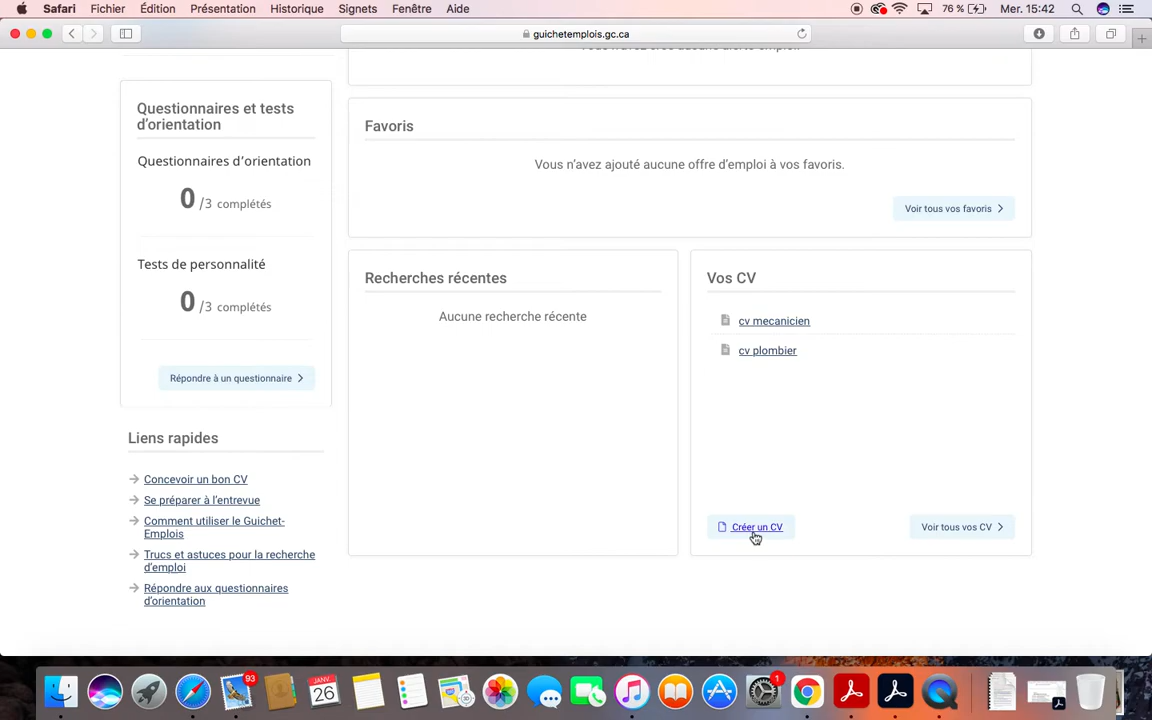 Safari Fichier Édition Présentation Historique Signets Fenêtre Aide 76 % Mer. 15:42
guichetemplois.gc.ca
Questionnaires et tests
d'orientation
Questionnaires d'orientation
0 /3 complétés
Tests de personnalité
0 /3 complétés
Répondre à un questionnaire
Liens rapides
Concevoir un bon CV
Se préparer à l'entrevue
Comment utiliser le Guichet-
Emplois
Trucs et astuces pour la recherche
d'emploi
Répondre aux questionnaires
d'orientation
Favoris
Vous n'avez ajouté aucune offre d'emploi à vos favoris.
Voir tous vos favoris
Recherches récentes
Aucune recherche récente
Vos CV
cv mecanicien
cv plombier
Créer un CV
Voir tous vos CV
93
JANV.
26
1